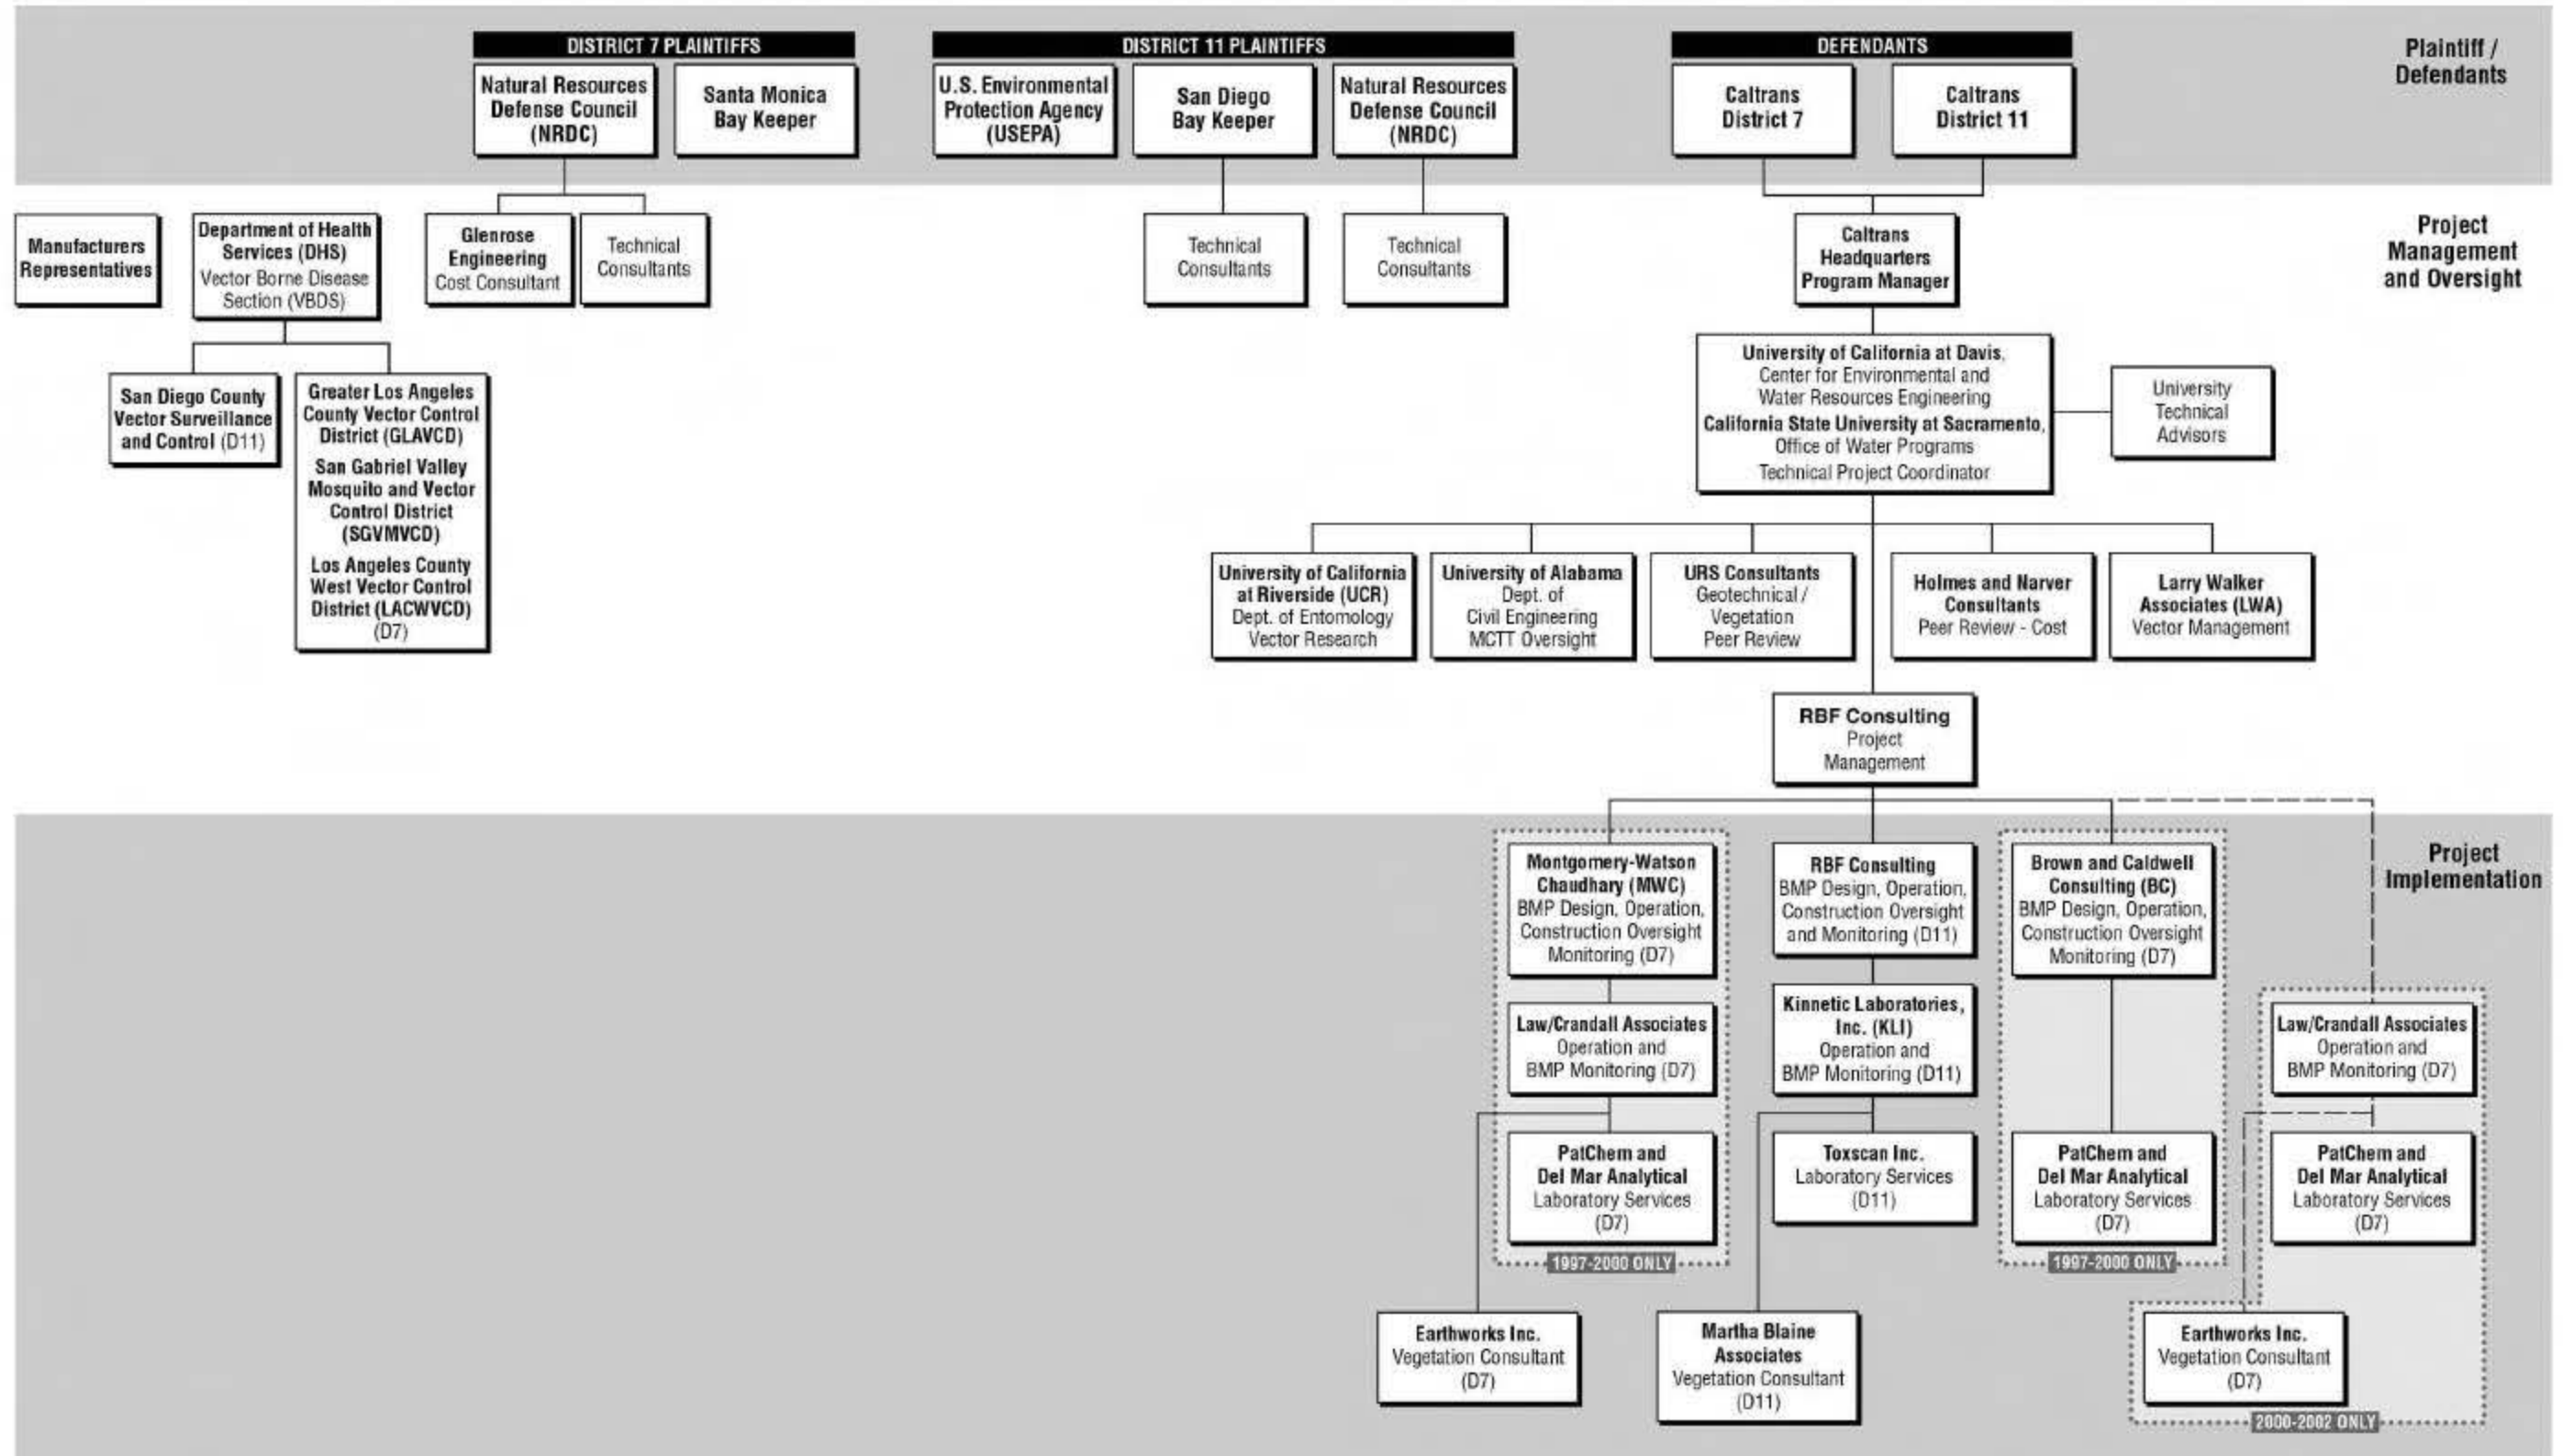 DISTRICT 7 PLAINTIFFS
DISTRICT 11 PLAINTIFFS
DEFENDANTS
Plaintiff /
Defendants
Natural Resources
Defense Council
(NRDC)
Santa Monica
Bay Keeper
U.S. Environmental
Protection Agency
(USEPA)
San Diego
Bay Keeper
Natural Resources
Defense Council
(NRDC)
Caltrans
District 7
Caltrans
District 11
Project
Management
and Oversight
Manufacturers
Representatives
Department of Health
Services (DHS)
Vector Borne Disease
Section (VBDS)
Glenrose
Engineering
Cost Consultant
Technical
Consultants
Technical
Consultants
Technical
Consultants
Caltrans
Headquarters
Program Manager
San Diego County
Vector Surveillance
and Control (D11)
Greater Los Angeles
County Vector Control
District (GLAVCD)
San Gabriel Valley
Mosquito and Vector
Control District
(SGVMVCD)
Los Angeles County
West Vector Control
District (LACWVCD)
(D7)
University of California at Davis,
Center for Environmental and
Water Resources Engineering
California State University at Sacramento,
Office of Water Programs
Technical Project Coordinator
University
Technical
Advisors
University of California
at Riverside (UCR)
Dept. of Entomology
Vector Research
University of Alabama
Dept. of
Civil Engineering
MCTT Oversight
URS Consultants
Geotechnical /
Vegetation
Peer Review
Holmes and Narver
Consultants
Peer Review - Cost
Larry Walker
Associates (LWA)
Vector Management
RBF Consulting
Project
Management
Project
Implementation
Montgomery-Watson
Chaudhary (MWC)
BMP Design, Operation,
Construction Oversight
Monitoring (D7)
RBF Consulting
BMP Design, Operation,
Construction Oversight
and Monitoring (D11)
Brown and Caldwell
Consulting (BC)
BMP Design, Operation,
Construction Oversight
Monitoring (D7)
Law/Crandall Associates
Operation and
BMP Monitoring (D7)
Kinnetic Laboratories,
Inc. (KLI)
Operation and
BMP Monitoring (D11)
Law/Crandall Associates
Operation and
BMP Monitoring (D7)
PatChem and
Del Mar Analytical
Laboratory Services
(D7)
1997-2000 ONLY
Toxscan Inc.
Laboratory Services
(D11)
PatChem and
Del Mar Analytical
Laboratory Services
(D7)
1997-2000 ONLY
PatChem and
Del Mar Analytical
Laboratory Services
(D7)
Earthworks Inc.
Vegetation Consultant
(D7)
Martha Blaine
Associates
Vegetation Consultant
(D11)
Earthworks Inc.
Vegetation Consultant
(D7)
2000-2002 ONLY